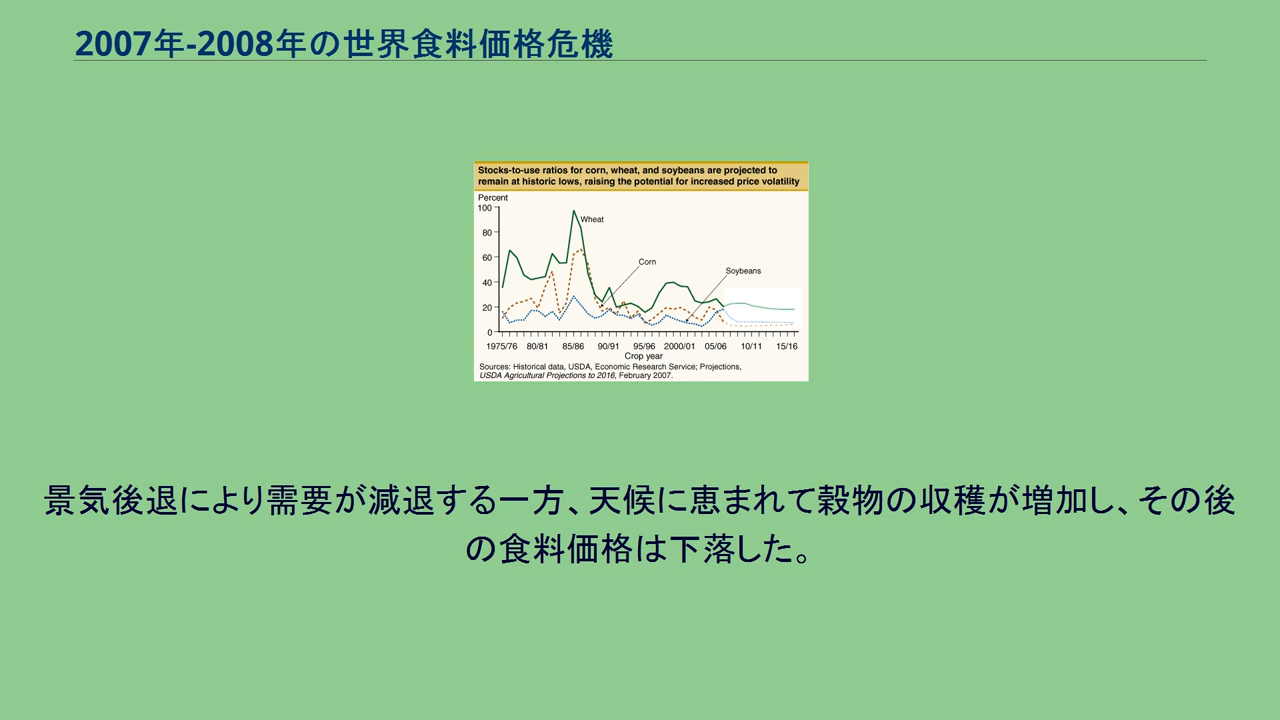 2007年-2008年の世界食料価格危機
Stocks-to-use ratios for corn, wheat, and soybeans are projected to
remain at historic lows, raising the potential for increased price volatility
Percent
100
80
60
40
20
0
Wheat
Corn
Soybeans
1975/76 80/81 85/86 90/91 95/96 2000/01 05/06 10/11 15/16
Crop year
Sources: Historical data, USDA, Economic Research Service; Projections,
USDA Agricultural Projections to 2016, February 2007.
景気後退により需要が減退する一方、天候に恵まれて穀物の収穫が増加し、その後
の食料価格は下落した。